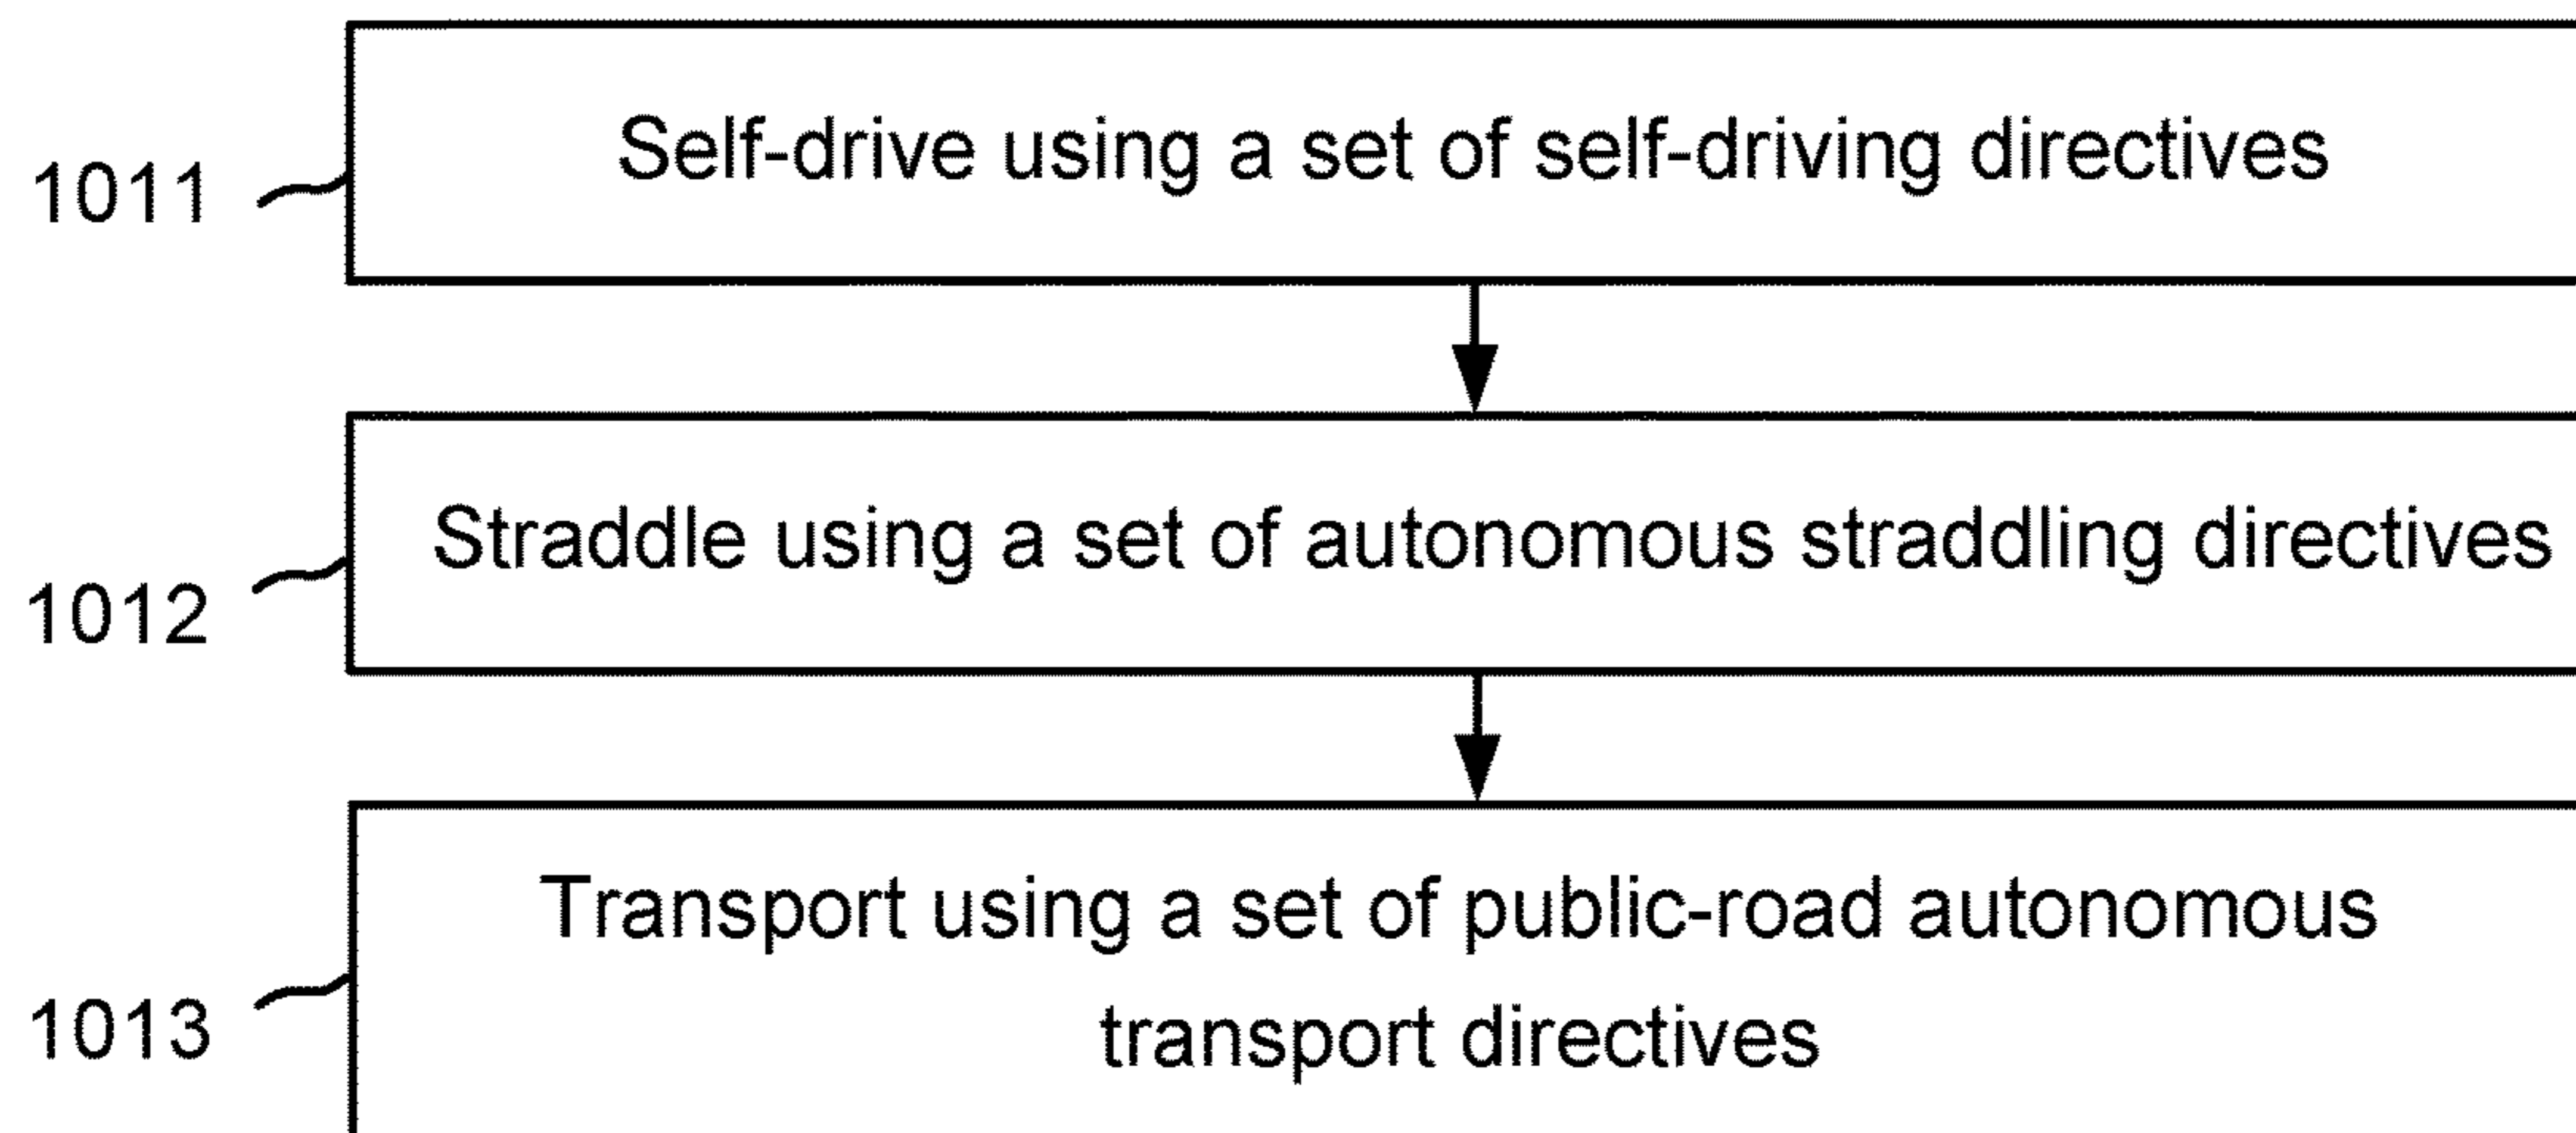 Self-drive using a set of self-driving directives
1011
Straddle using a set of autonomous straddling directives
1012
Transport using a set of public-road autonomous
transport directives
1013